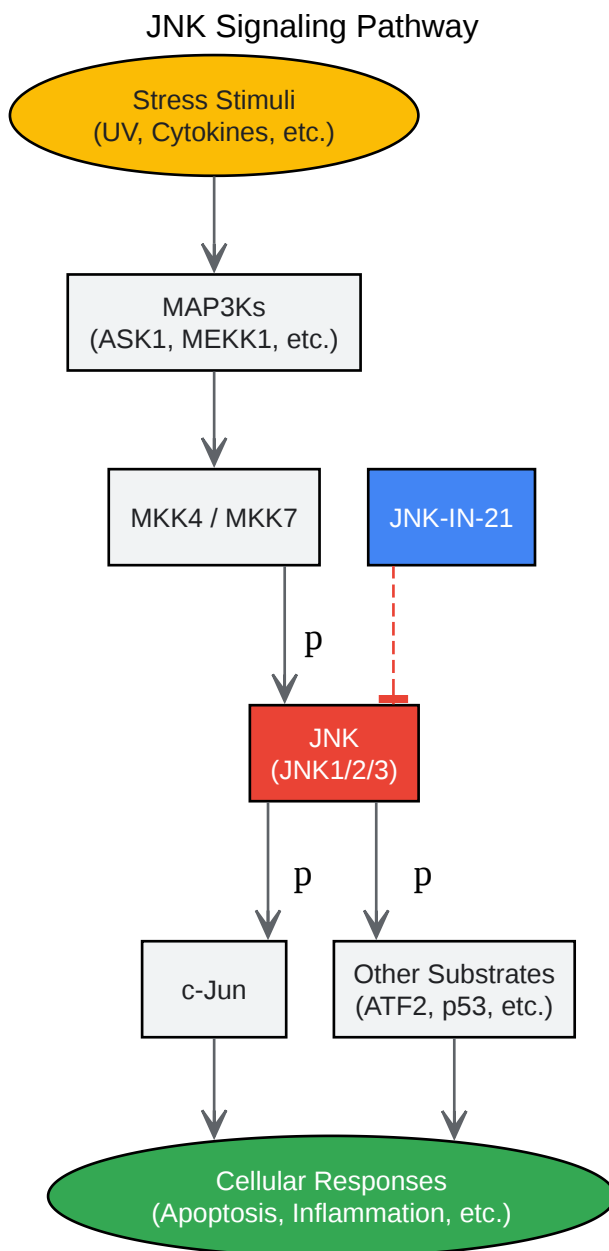 JNK Signaling Pathway
Stress Stimuli
(UV, Cytokines, etc.)
MAP3Ks
(ASK1, MEKK1, etc.)
MKK4 / MKK7
JNK-IN-21
p
JNK
(JNK1/2/3)
p
p
c-Jun
Other Substrates
(ATF2, p53, etc.)
Cellular Responses
(Apoptosis, Inflammation, etc.)